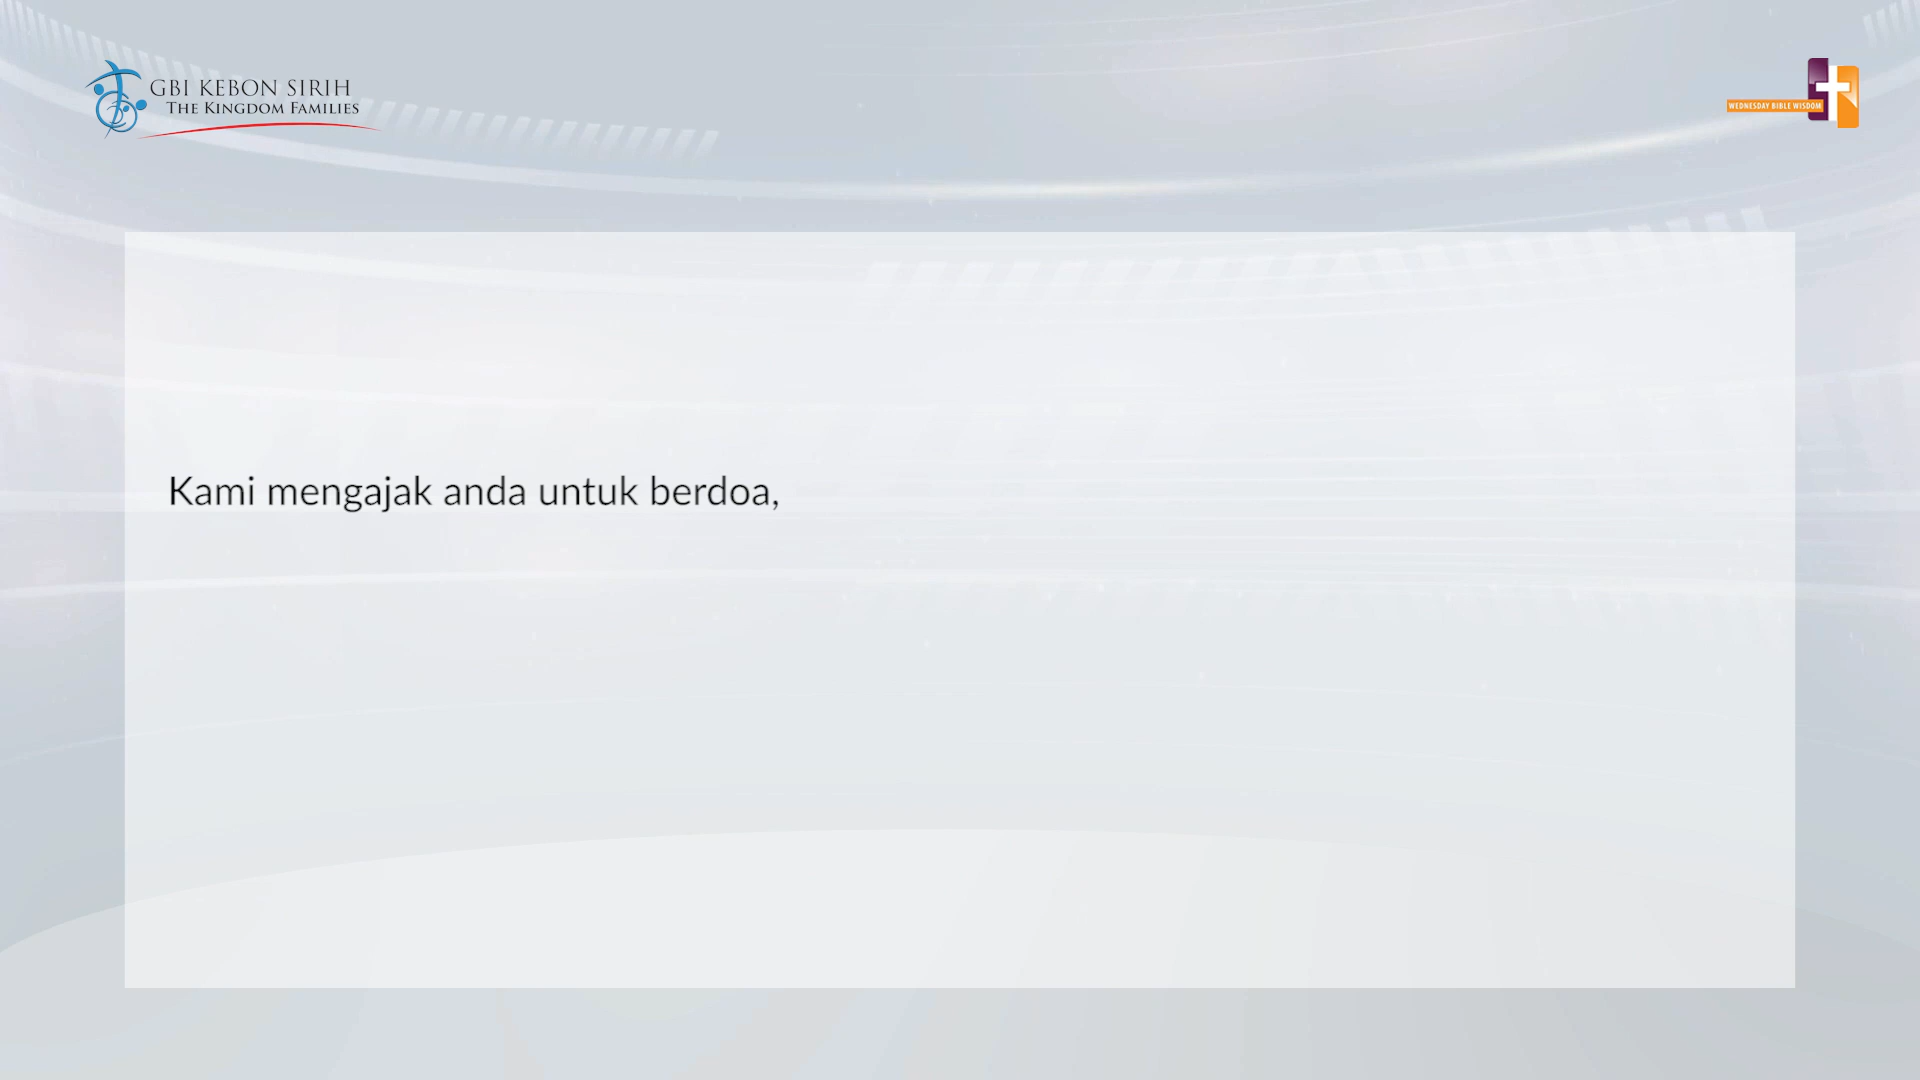 GBI KEBON SIRIH
THE KINGDOM FAMILIES
WEDNESDAY BIBLE WISDOM
Kami mengajak anda untuk berdoa,